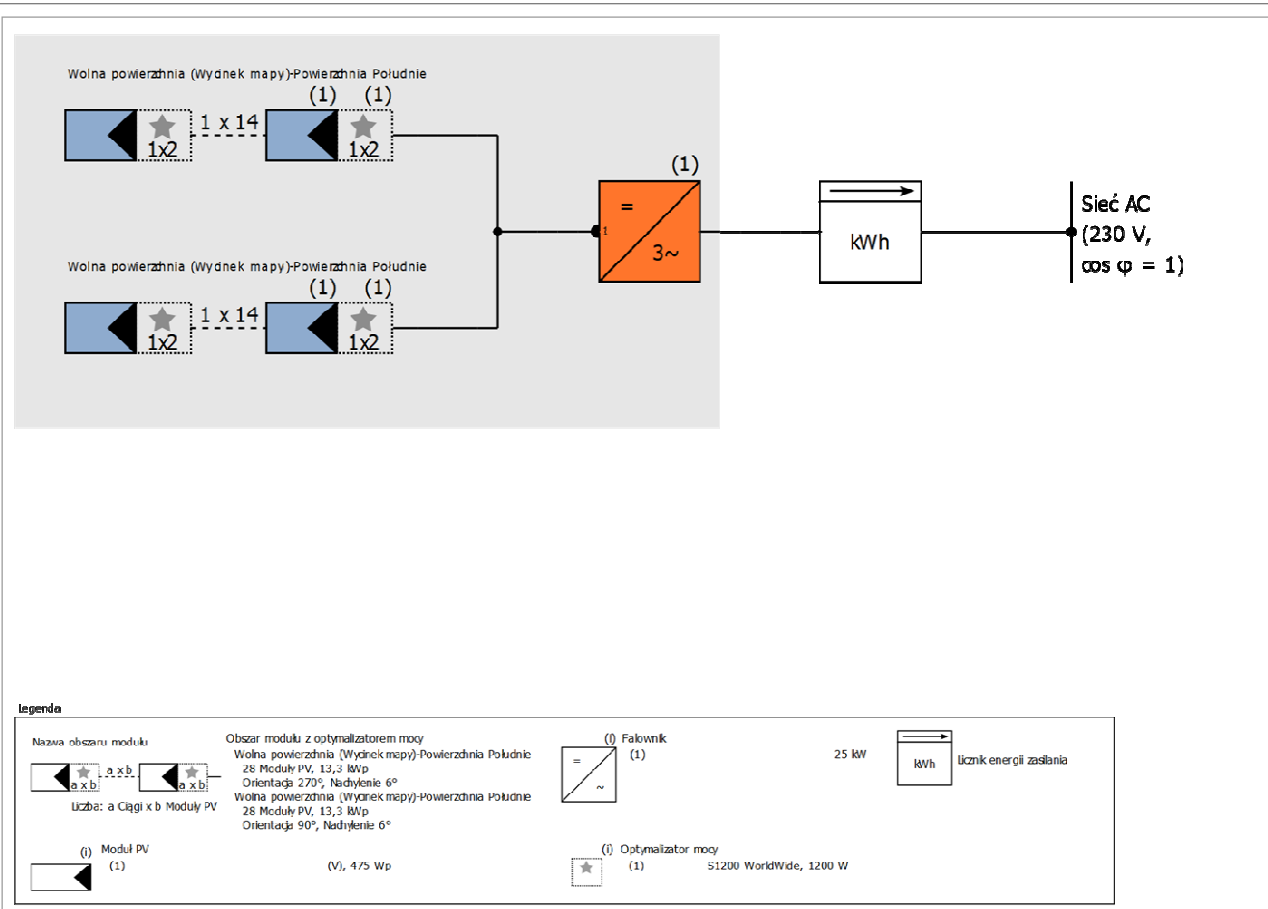 Wolna powierzchnia (Wydnek mapy)-Powierzchnia Południe
(1) (1)
1 x 14
1x2 1x2
(1)
=
1
3~
kWh
Sieć AC
(230 V,
cos φ = 1)
Wolna powierzchnia (Wydnek mapy)-Powierzchnia Południe
(1) (1)
1 x 14
1x2 1x2
Legenda
Nazwa obszaru modułu
a x b
a x b a x b
Liczba: a Ciągi x b Moduły PV
Obszar modułu z optymalizatorem mocy
Wolna powierzchnia (Wycinek mapy)-Powierzchnia Południe
28 Moduły PV, 13,3 kWp
Orientacja 270°, Nachylenie 6°
Wolna powierzchnia (Wycinek mapy)-Powierzchnia Południe
28 Moduły PV, 13,3 kWp
Orientacja 90°, Nachylenie 6°
(i) Falownik
= ~
(1) 25 kW
kWh
Licznik energii zasilania
(i) Moduł PV
(1) (V), 475 Wp
(i) Optymalizator mocy
(1) S1200 WorldWide, 1200 W